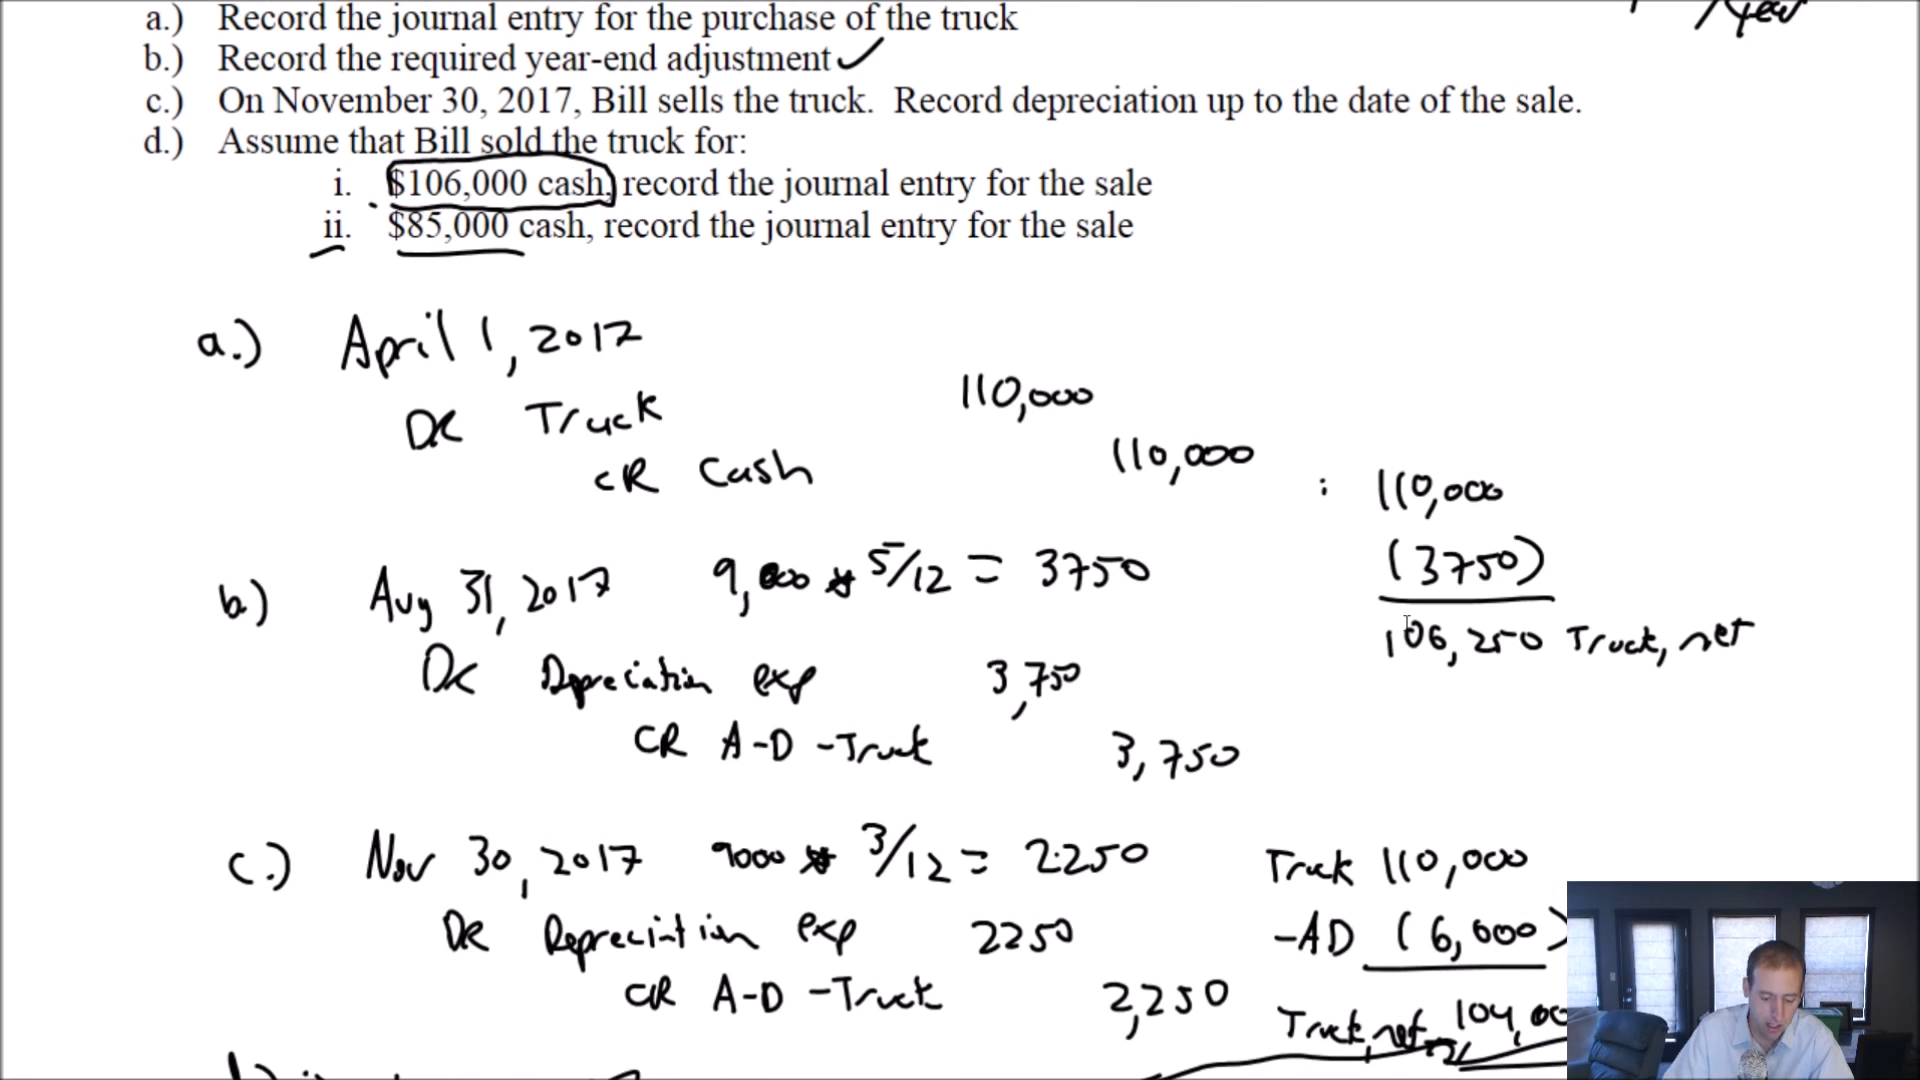 /Year
a.) Record the journal entry for the purchase of the truck
b.) Record the required year-end adjustment
c.) On November 30, 2017, Bill sells the truck. Record depreciation up to the date of the sale.
d.) Assume that Bill sold the truck for:
i. $106,000 cash, record the journal entry for the sale
ii. $85,000 cash, record the journal entry for the sale
a.) April 1, 2017
DR Truck 110,000
CR Cash 110,000
: 110,000
(3750)
106,250 Truck, net
b) Aug 31, 2017 9,000 * 5/12 = 3750
DR Depreciation exp 3,750
CR A-D -Truck 3,750
c.) Nov 30, 2017 9000 * 3/12 = 2250
DR Depreciation exp 2250
CR A-D -Truck 2,250
Truck 110,000
-AD (6,000)
Truck, net 104,00